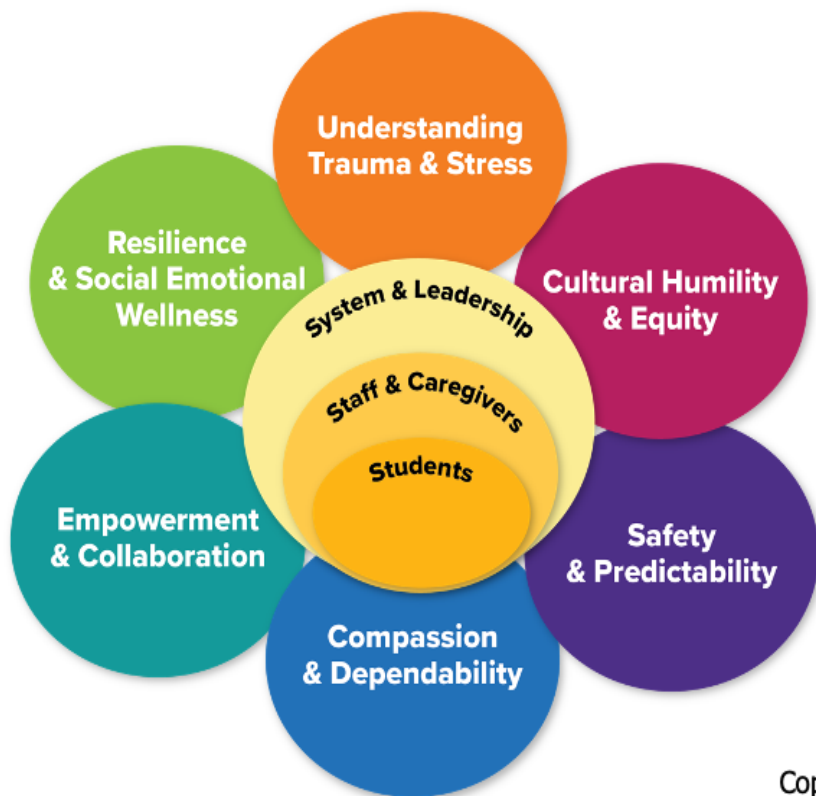 Understanding
Trauma & Stress
Resilience
& Social Emotional
Wellness
Cultural Humility
& Equity
System & Leadership
Staff & Caregivers
Students
Empowerment
& Collaboration
Safety
& Predictability
Compassion
& Dependability
Cop